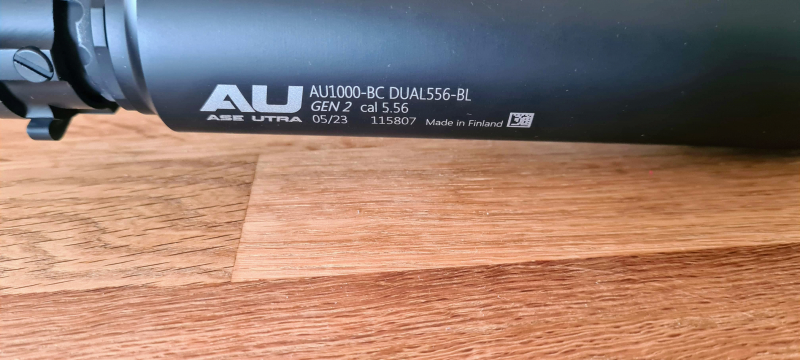 AU
ASE UTRA
AU1000-BC DUAL556-BL
GEN 2 cal 5.56
05/23 115807 Made in Finland